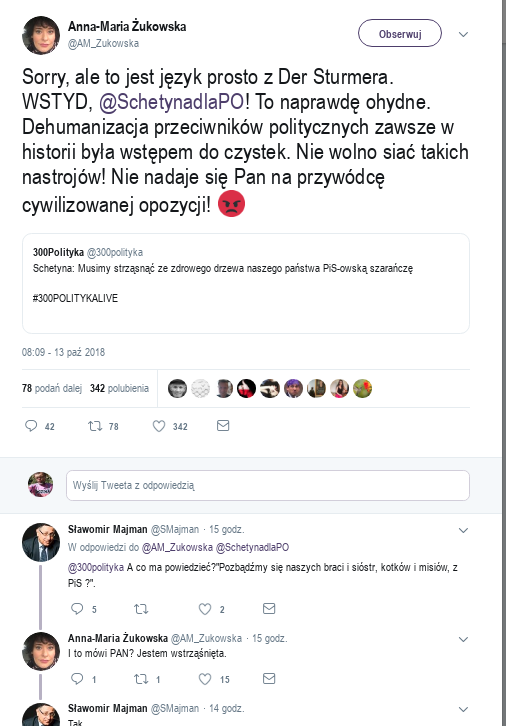 Anna-Maria Żukowska
@AM_Zukowska
Obserwuj
Sorry, ale to jest język prosto z Der Sturmera.
WSTYD, @SchetynadlaPO! To naprawdę ohydne.
Dehumanizacja przeciwników politycznych zawsze w
historii była wstępem do czystek. Nie wolno siać takich
nastrojów! Nie nadaje się Pan na przywódcę
cywilizowanej opozycji! 😡
300Polityka @300polityka
Schetyna: Musimy strząsnąć ze zdrowego drzewa naszego państwa PiS-owską szarańczę
#300POLITYKALIVE
08:09 - 13 paź 2018
78 podań dalej 342 polubienia
42 78 342
Wyślij Tweeta z odpowiedzią
Sławomir Majman @SMajman · 15 godz.
W odpowiedzi do @AM_Zukowska @SchetynadlaPO
@300polityka A co ma powiedzieć?"Pozbądźmy się naszych braci i sióstr, kotków i misiów, z
PiS ?".
5 2
Anna-Maria Żukowska @AM_Zukowska · 15 godz.
I to mówi PAN? Jestem wstrząśnięta.
1 1 15
Sławomir Majman @SMajman · 14 godz.
Tak.